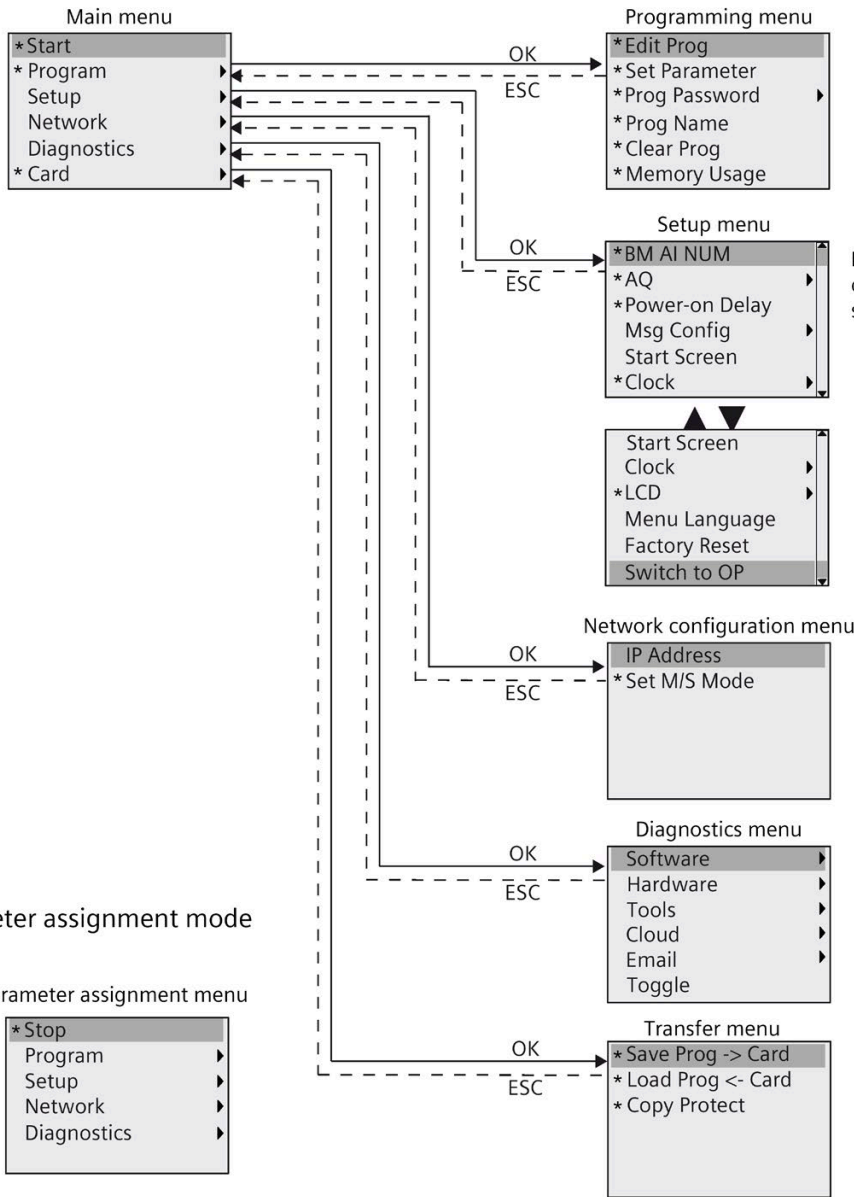 Main menu
*Start
* Program
Setup
Network
Diagnostics
* Card
OK
ESC
Programming menu
*Edit Prog
*Set Parameter
*Prog Password
*Prog Name
*Clear Prog
*Memory Usage
Setup menu
OK
ESC
*BM AI NUM
*AQ
*Power-on Delay
Msg Config
Start Screen
*Clock
Start Screen
Clock
*LCD
Menu Language
Factory Reset
Switch to OP
Network configuration menu
OK
ESC
IP Address
*Set M/S Mode
Diagnostics menu
OK
ESC
Software
Hardware
Tools
Cloud
Email
Toggle
assignment mode
assignment menu
*Stop
Program
Setup
Network
Diagnostics
Transfer menu
OK
ESC
* Save Prog -> Card
* Load Prog <- Card
* Copy Protect